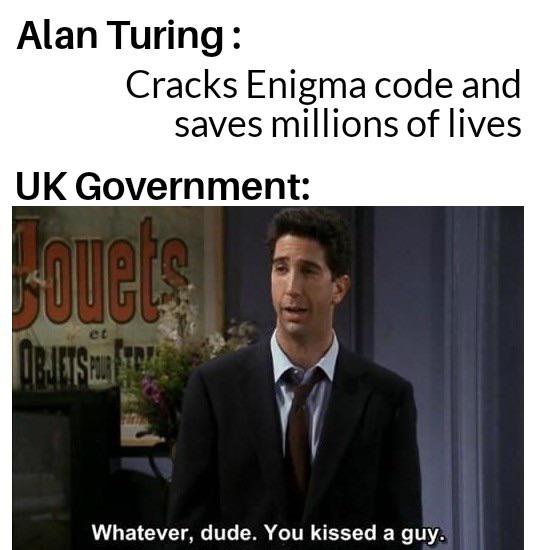 Alan Turing :
Cracks Enigma code and
saves millions of lives
UK Government:
Jouets
et
OBJETS POUR
Whatever, dude. You kissed a guy.